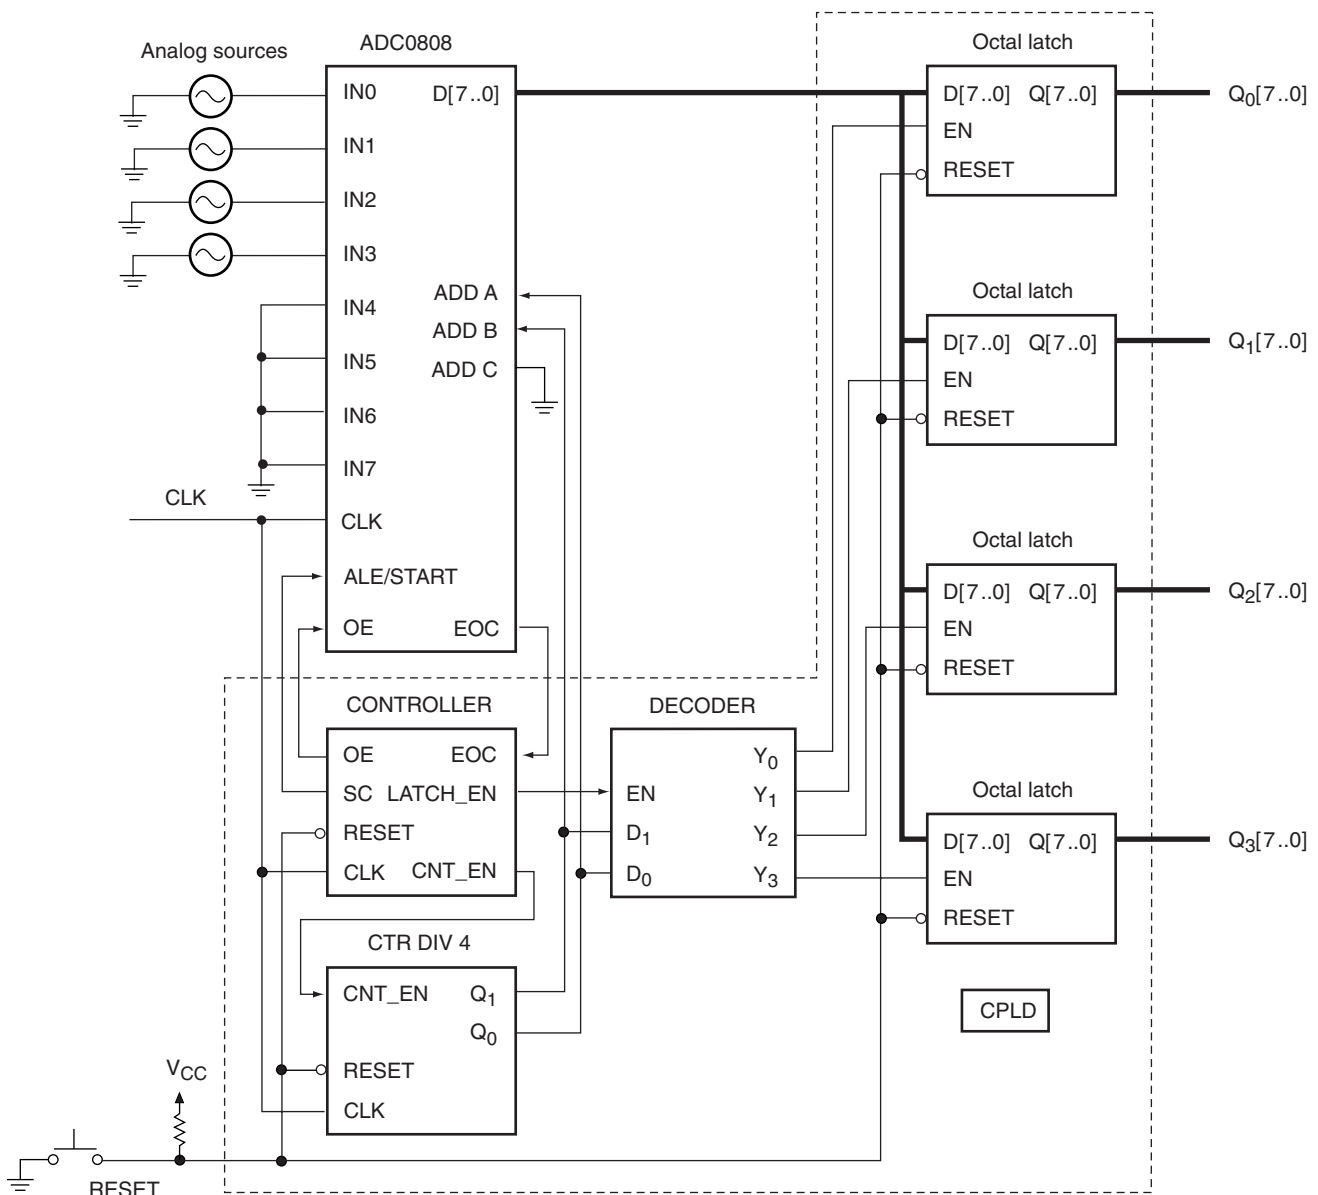 Analog sources
ADC0808
IN0
D[7..0]
IN1
IN2
IN3
ADD A
IN4
ADD B
IN5
ADD C
IN6
IN7
CLK
CLK
ALE/START
OE
EOC
Octal latch
D[7..0] Q[7..0]
EN
RESET
Q0[7..0]
Octal latch
D[7..0] Q[7..0]
EN
RESET
Q1[7..0]
Octal latch
D[7..0] Q[7..0]
EN
RESET
Q2[7..0]
Octal latch
D[7..0] Q[7..0]
EN
RESET
Q3[7..0]
CONTROLLER
OE
EOC
SC LATCH_EN
RESET
CLK CNT_EN
DECODER
Y0
EN
Y1
D1
Y2
D0
Y3
CTR DIV 4
CNT_EN
Q1
Q0
RESET
CLK
CPLD
VCC
RESET